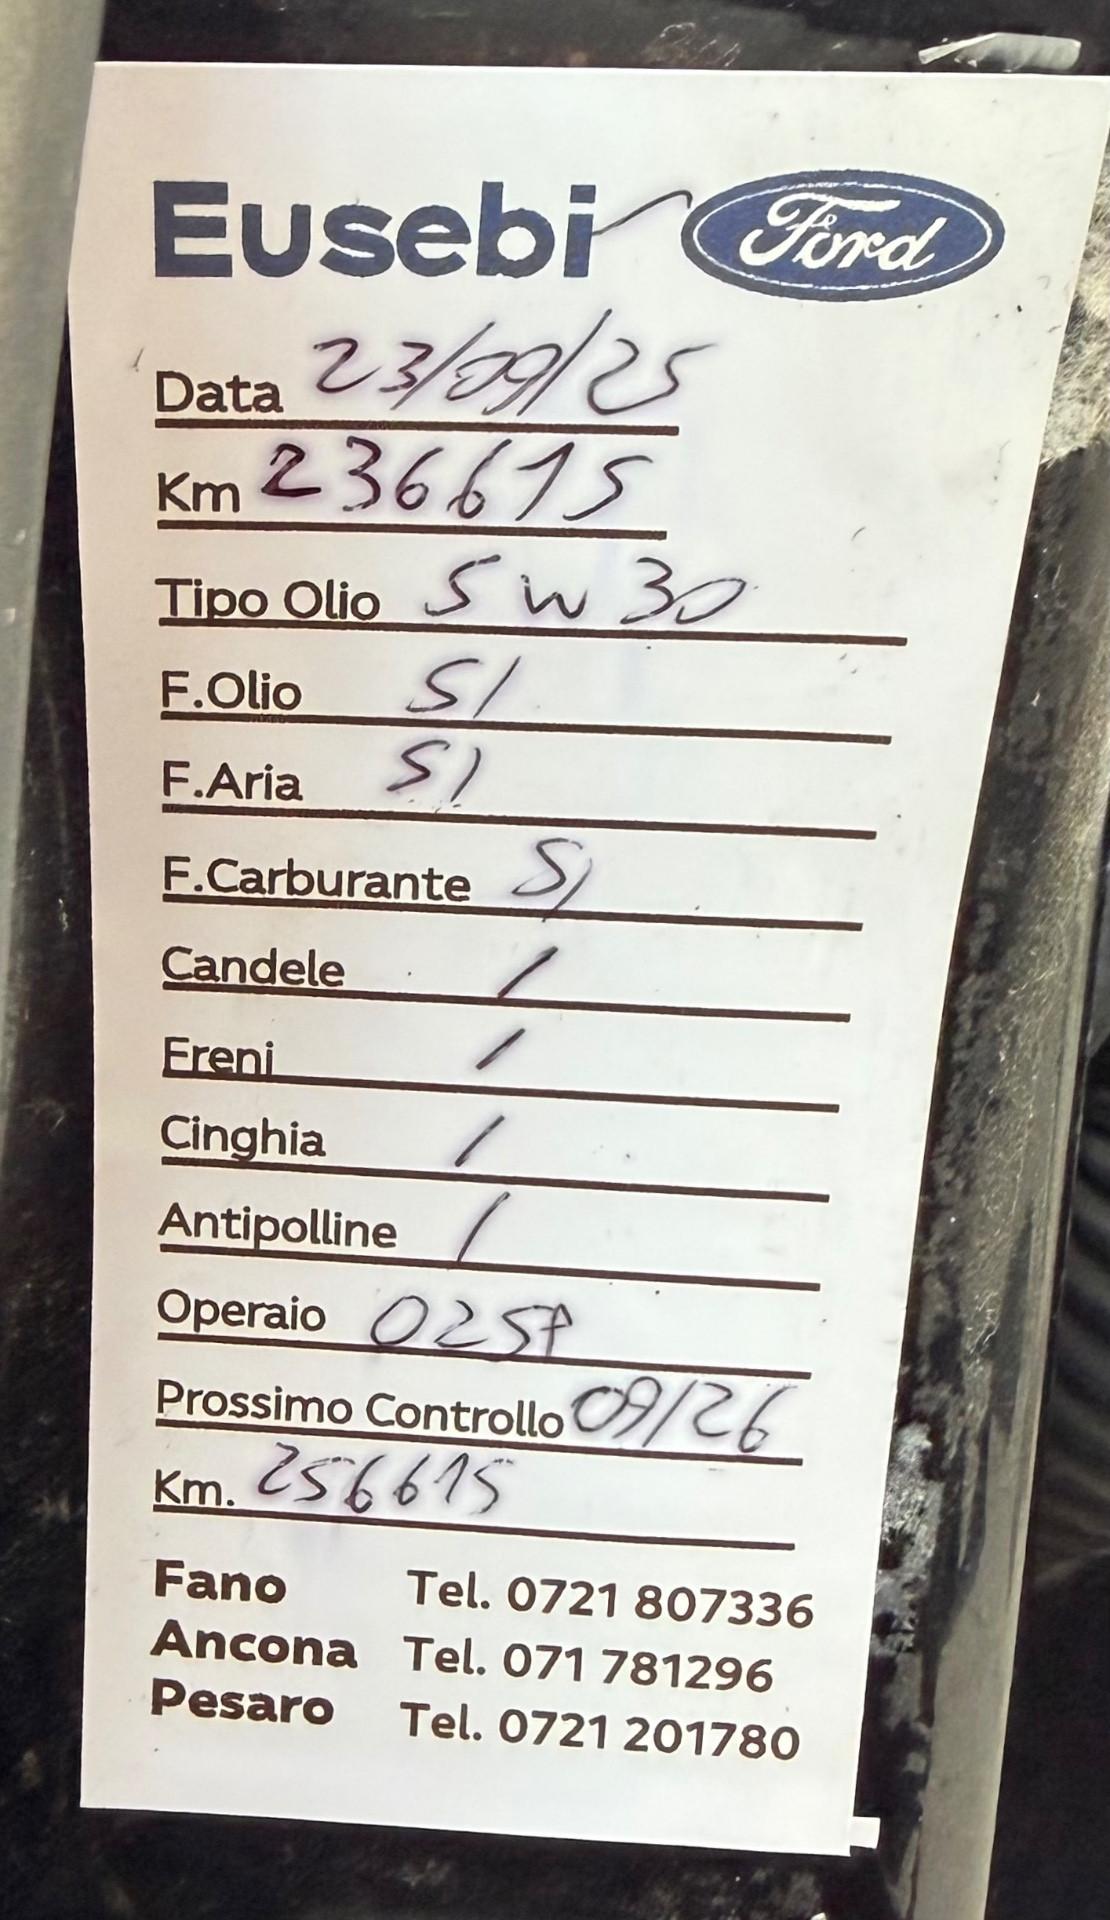 Eusebi Ford
Data 23/09/25
Km 236615
Tipo Olio 5W30
F.Olio SI
F.Aria SI
F.Carburante SI
Candele /
Freni /
Cinghia /
Antipolline /
Operaio
Prossimo Controllo 09/26
Km. 256615
Fano Tel. 0721 807336
Ancona Tel. 071 781296
Pesaro Tel. 0721 201780